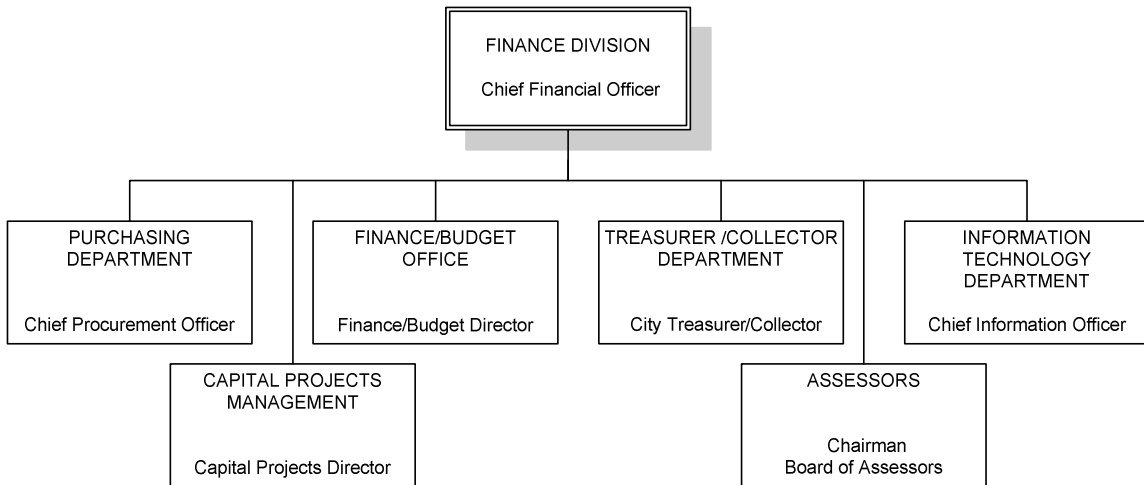 FINANCE DIVISION
Chief Financial Officer
PURCHASING
DEPARTMENT
Chief Procurement Officer
FINANCE/BUDGET
OFFICE
Finance/Budget Director
TREASURER /COLLECTOR
DEPARTMENT
City Treasurer/Collector
INFORMATION
TECHNOLOGY
DEPARTMENT
Chief Information Officer
CAPITAL PROJECTS
MANAGEMENT
Capital Projects Director
ASSESSORS
Chairman
Board of Assessors